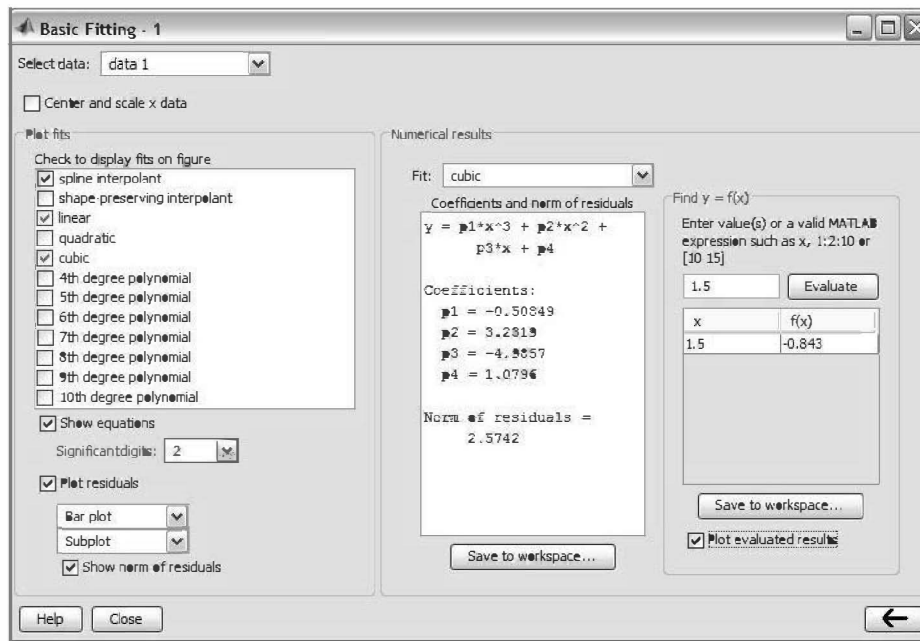 Basic Fitting - 1
Select data: data 1
Center and scale x data
Plot fits
Check to display fits on figure
spline interpolant
shape-preserving interpolant
linear
quadratic
cubic
4th degree polynomial
5th degree polynomial
6th degree polynomial
7th degree polynomial
8th degree polynomial
9th degree polynomial
10th degree polynomial
Show equations
Significant digits: 2
Plot residuals
Bar plot
Subplot
Show norm of residuals
Numerical results
Fit: cubic
Coefficients and norm of residuals
y = p1*x^3 + p2*x^2 +
p3*x + p4
Coefficients:
p1 = -0.50849
p2 = 3.2819
p3 = -4.9857
p4 = 1.0796
Norm of residuals =
2.5742
Save to workspace...
Find y = f(x)
Enter value(s) or a valid MATLAB
expression such as x, 1:2:10 or
[10 15]
1.5 Evaluate
x f(x)
1.5 -0.843
Save to workspace...
Plot evaluated results
Help Close